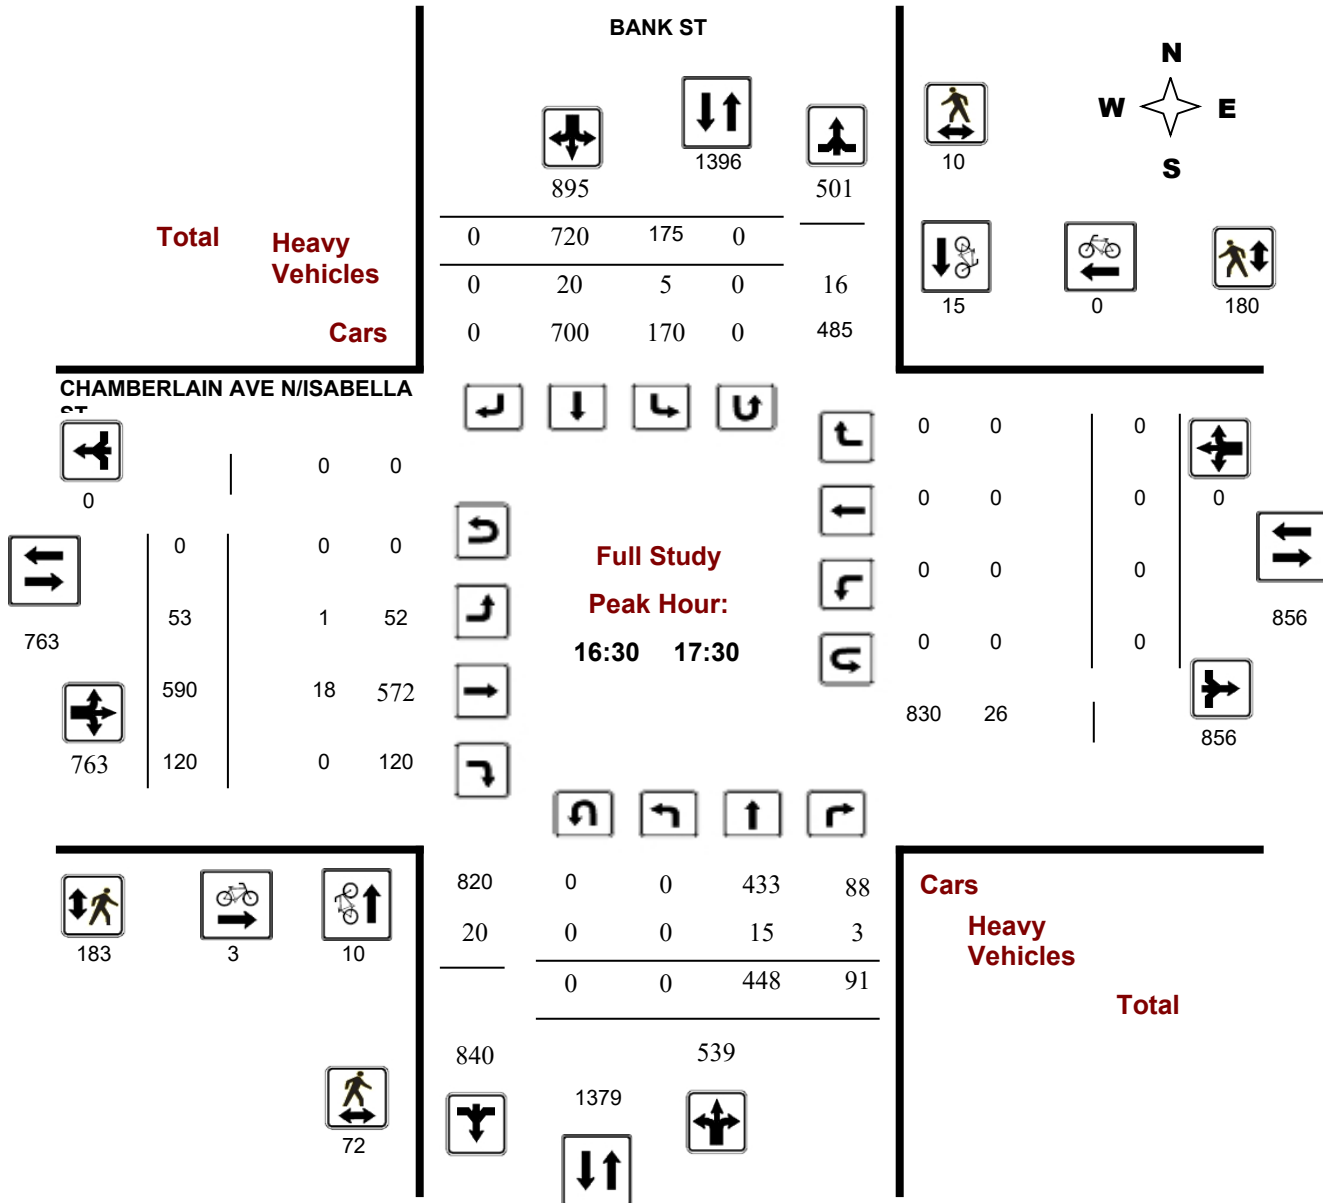 BANK ST
N
W E
S
1396
10
895
501
Total
Heavy
Vehicles
Cars
0 720 175 0
0 20 5 0 16
0 700 170 0 485
15 0 180
CHAMBERLAIN AVE N/ISABELLA
0
0 0
0 0 0
53 1 52
763
590 18 572
763
120 0 120
Full Study
Peak Hour:
16:30 17:30
0 0 0
0 0 0 0
0 0 0
0 0 0
856
830 26
856
183 3 10
820 0 0 433 88
20 0 0 15 3
0 0 448 91
Cars
Heavy
Vehicles
Total
840 539
1379
72